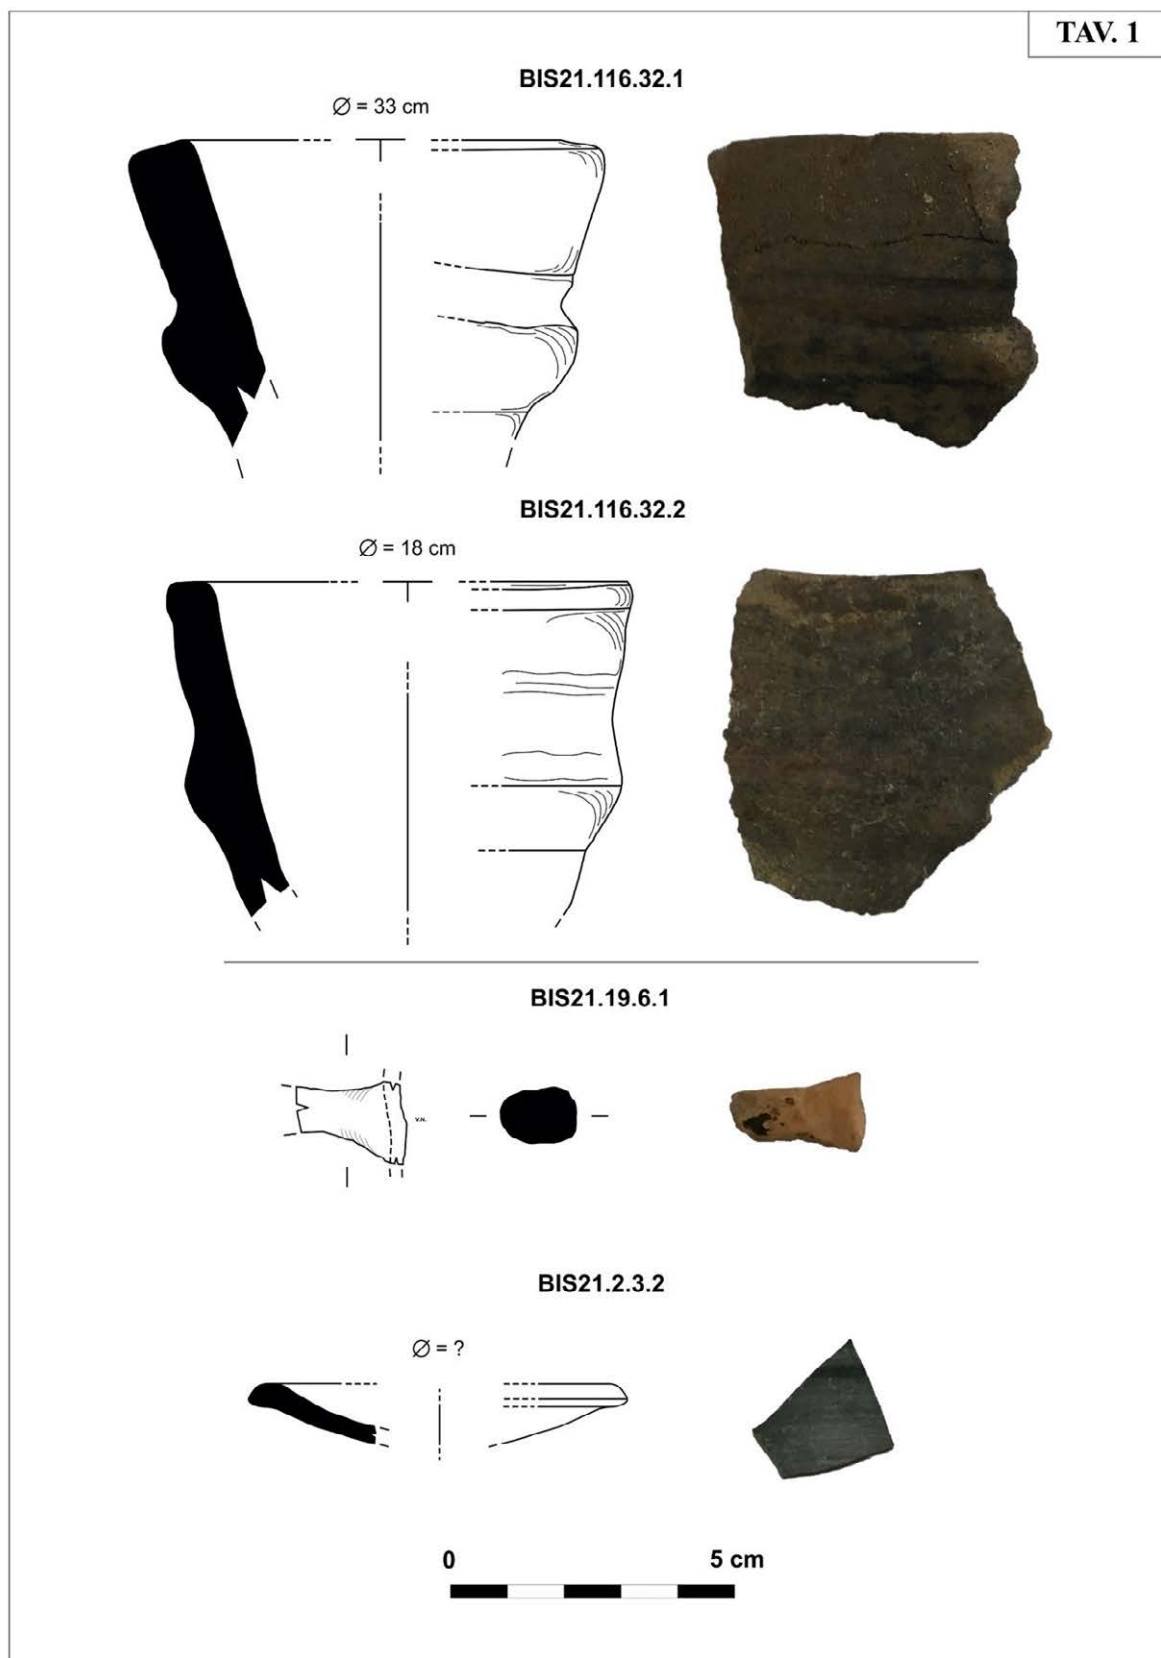 TAV. 1
BIS21.116.32.1
Ø = 33 cm
BIS21.116.32.2
Ø = 18 cm
BIS21.19.6.1
V.N.
BIS21.2.3.2
Ø = ?
0 5 cm